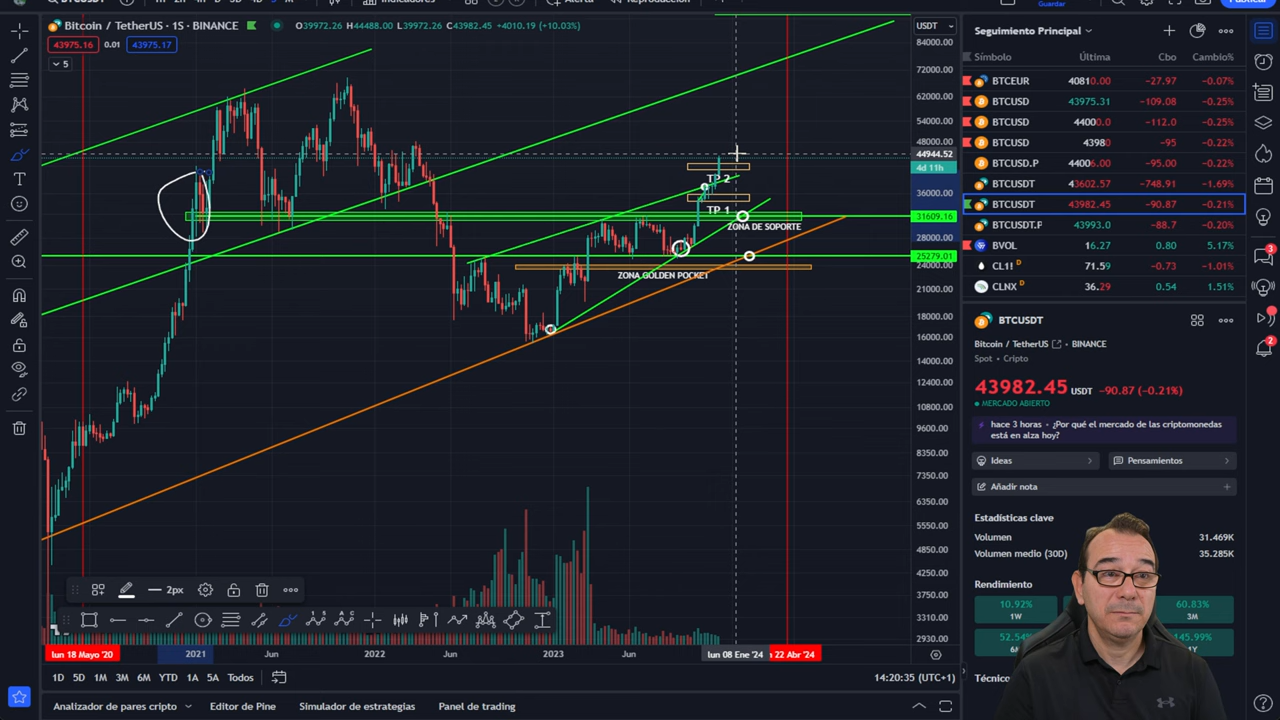 Bitcoin / TetherUS · 1S · BINANCE
O39972.26 H44488.00 L39972.26 C43982.45 +4010.19 (+10.03%)
43975.16 0.01 43975.17
5
USDT
84000.00
72000.00
62000.00
54000.00
48000.00
44944.52
4d 11h
36000.00
31609.16
28000.00
25279.01
24000.00
21000.00
18000.00
16000.00
14000.00
12400.00
10800.00
9600.00
8350.00
7350.00
6350.00
5550.00
4850.00
4250.00
3750.00
3310.00
2930.00
TP 2
TP 1
ZONA DE SOPORTE
ZONA GOLDEN POCKET
2px
lun 18 Mayo '20
2021
Jun
2022
Jun
2023
Jun
lun 08 Ene '24
22 Abr '24
1D 5D 1M 3M 6M YTD 1A 5A Todos
14:20:35 (UTC+1)
Analizador de pares cripto
Editor de Pine
Simulador de estrategias
Panel de trading
Guardar
Seguimiento Principal
Símbolo Última Cbo Cambio%
BTCEUR 40810.00 −27.97 −0.07%
BTCUSD 43975.31 −109.08 −0.25%
BTCUSD 4400.0 −112.0 −0.22%
BTCUSD 4398.0 −95 −0.22%
BTCUSD.P 44006.00 −95.00 −0.22%
BTCUSDT 43602.57 −748.91 −1.69%
BTCUSDT 43982.45 −90.87 −0.21%
BTCUSDT.P 43993.0 −88.7 −0.20%
BVOL 16.27 0.80 5.17%
CL1! D 71.59 −0.73 −1.01%
CLNX D 36.29 0.54 1.51%
BTCUSDT
Bitcoin / TetherUS · BINANCE
Spot · Cripto
43982.45 USDT −90.87 (−0.21%)
MERCADO ABIERTO
hace 3 horas · ¿Por qué el mercado de las criptomonedas
está en alza hoy?
Ideas
Pensamientos
Añadir nota
Estadísticas clave
Volumen 31.469K
Volumen medio (30D) 35.285K
Rendimiento
10.92%
1W
60.83%
3M
52.54%
145.99%